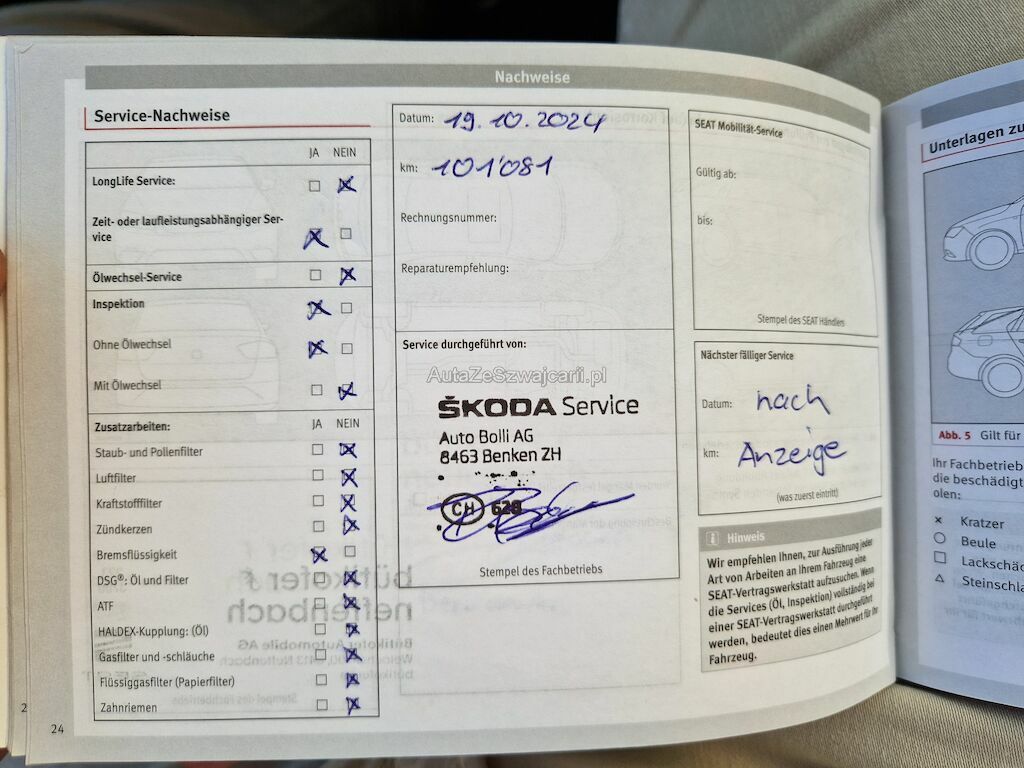 Nachweise
Service-Nachweise
JA NEIN
LongLife Service:
Zeit- oder laufleistungsabhängiger Ser-
vice
Ölwechsel-Service
Inspektion
Ohne Ölwechsel
Mit Ölwechsel
Zusatzarbeiten: JA NEIN
Staub- und Pollenfilter
Luftfilter
Kraftstofffilter
Zündkerzen
Bremsflüssigkeit
DSG®: Öl und Filter
ATF
HALDEX-Kupplung: (Öl)
Gasfilter und -schläuche
Flüssiggasfilter (Papierfilter)
Zahnriemen
24
Datum: 19.10.2024
km: 101'081
Rechnungsnummer:
Reparaturempfehlung:
Service durchgeführt von:
AutaZeSzwajcarii.pl
ŠKODA Service
Auto Bolli AG
8463 Benken ZH
CH 628
Stempel des Fachbetriebs
SEAT Mobilität-Service
Gültig ab:
bis:
Stempel des SEAT Händlers
Nächster fälliger Service
Datum: nach
km: Anzeige
(was zuerst eintritt)
Hinweis
Wir empfehlen Ihnen, zur Ausführung jeder
Art von Arbeiten an Ihrem Fahrzeug eine
SEAT-Vertragswerkstatt aufzusuchen. Wenn
die Services (Öl, Inspektion) vollständig bei
einer SEAT-Vertragswerkstatt durchgeführt
werden, bedeutet dies einen Mehrwert für Ihr
Fahrzeug.
Unterlagen zu
Abb. 5 Gilt für
Ihr Fachbetrieb
die beschädigt
olen:
Kratzer
Beule
Lackschä
Steinschla